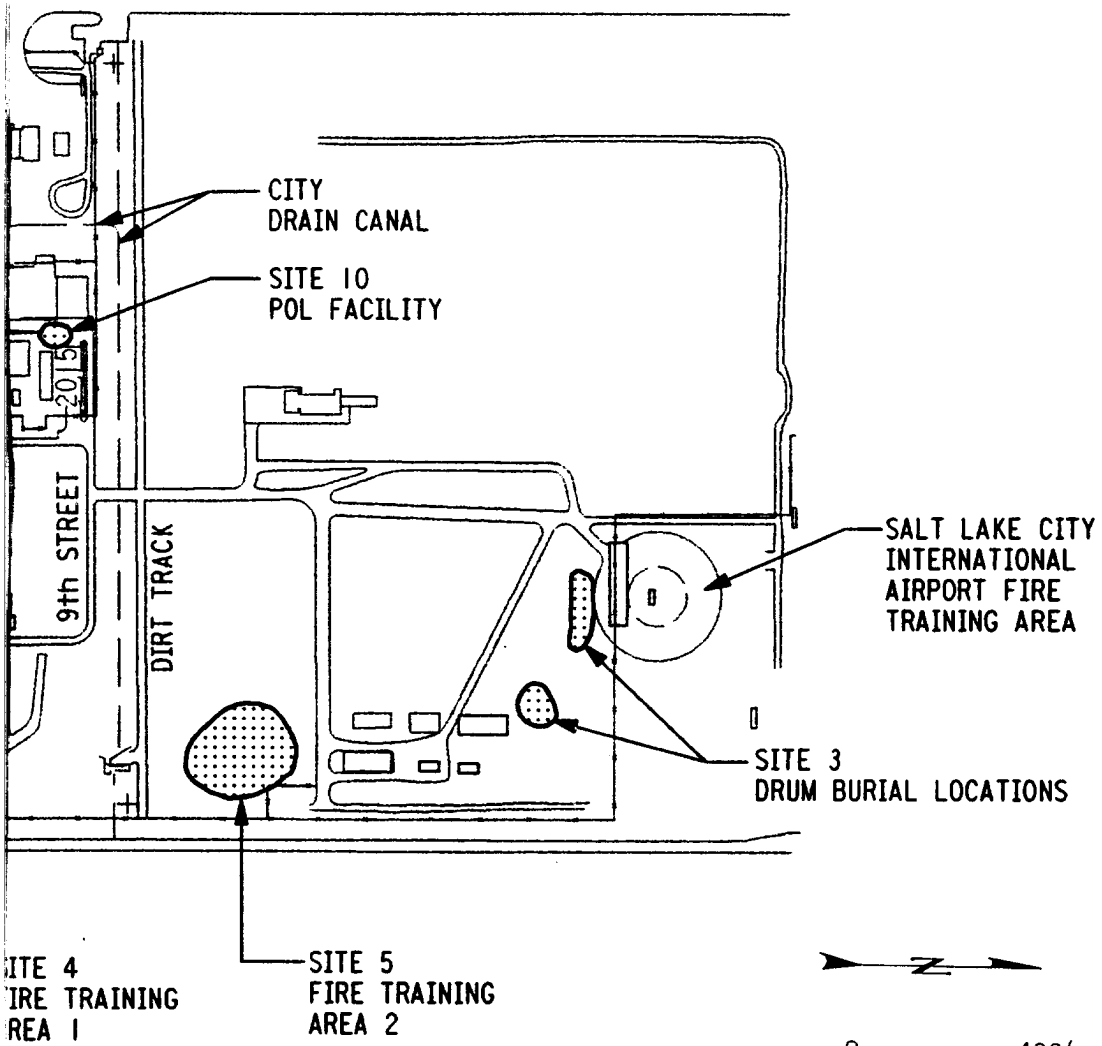 CITY
DRAIN CANAL
SITE 10
POL FACILITY
2015
9th STREET
DIRT TRACK
SALT LAKE CITY
INTERNATIONAL
AIRPORT FIRE
TRAINING AREA
SITE 3
DRUM BURIAL LOCATIONS
ITE 4
IRE TRAINING
REA 1
SITE 5
FIRE TRAINING
AREA 2
N